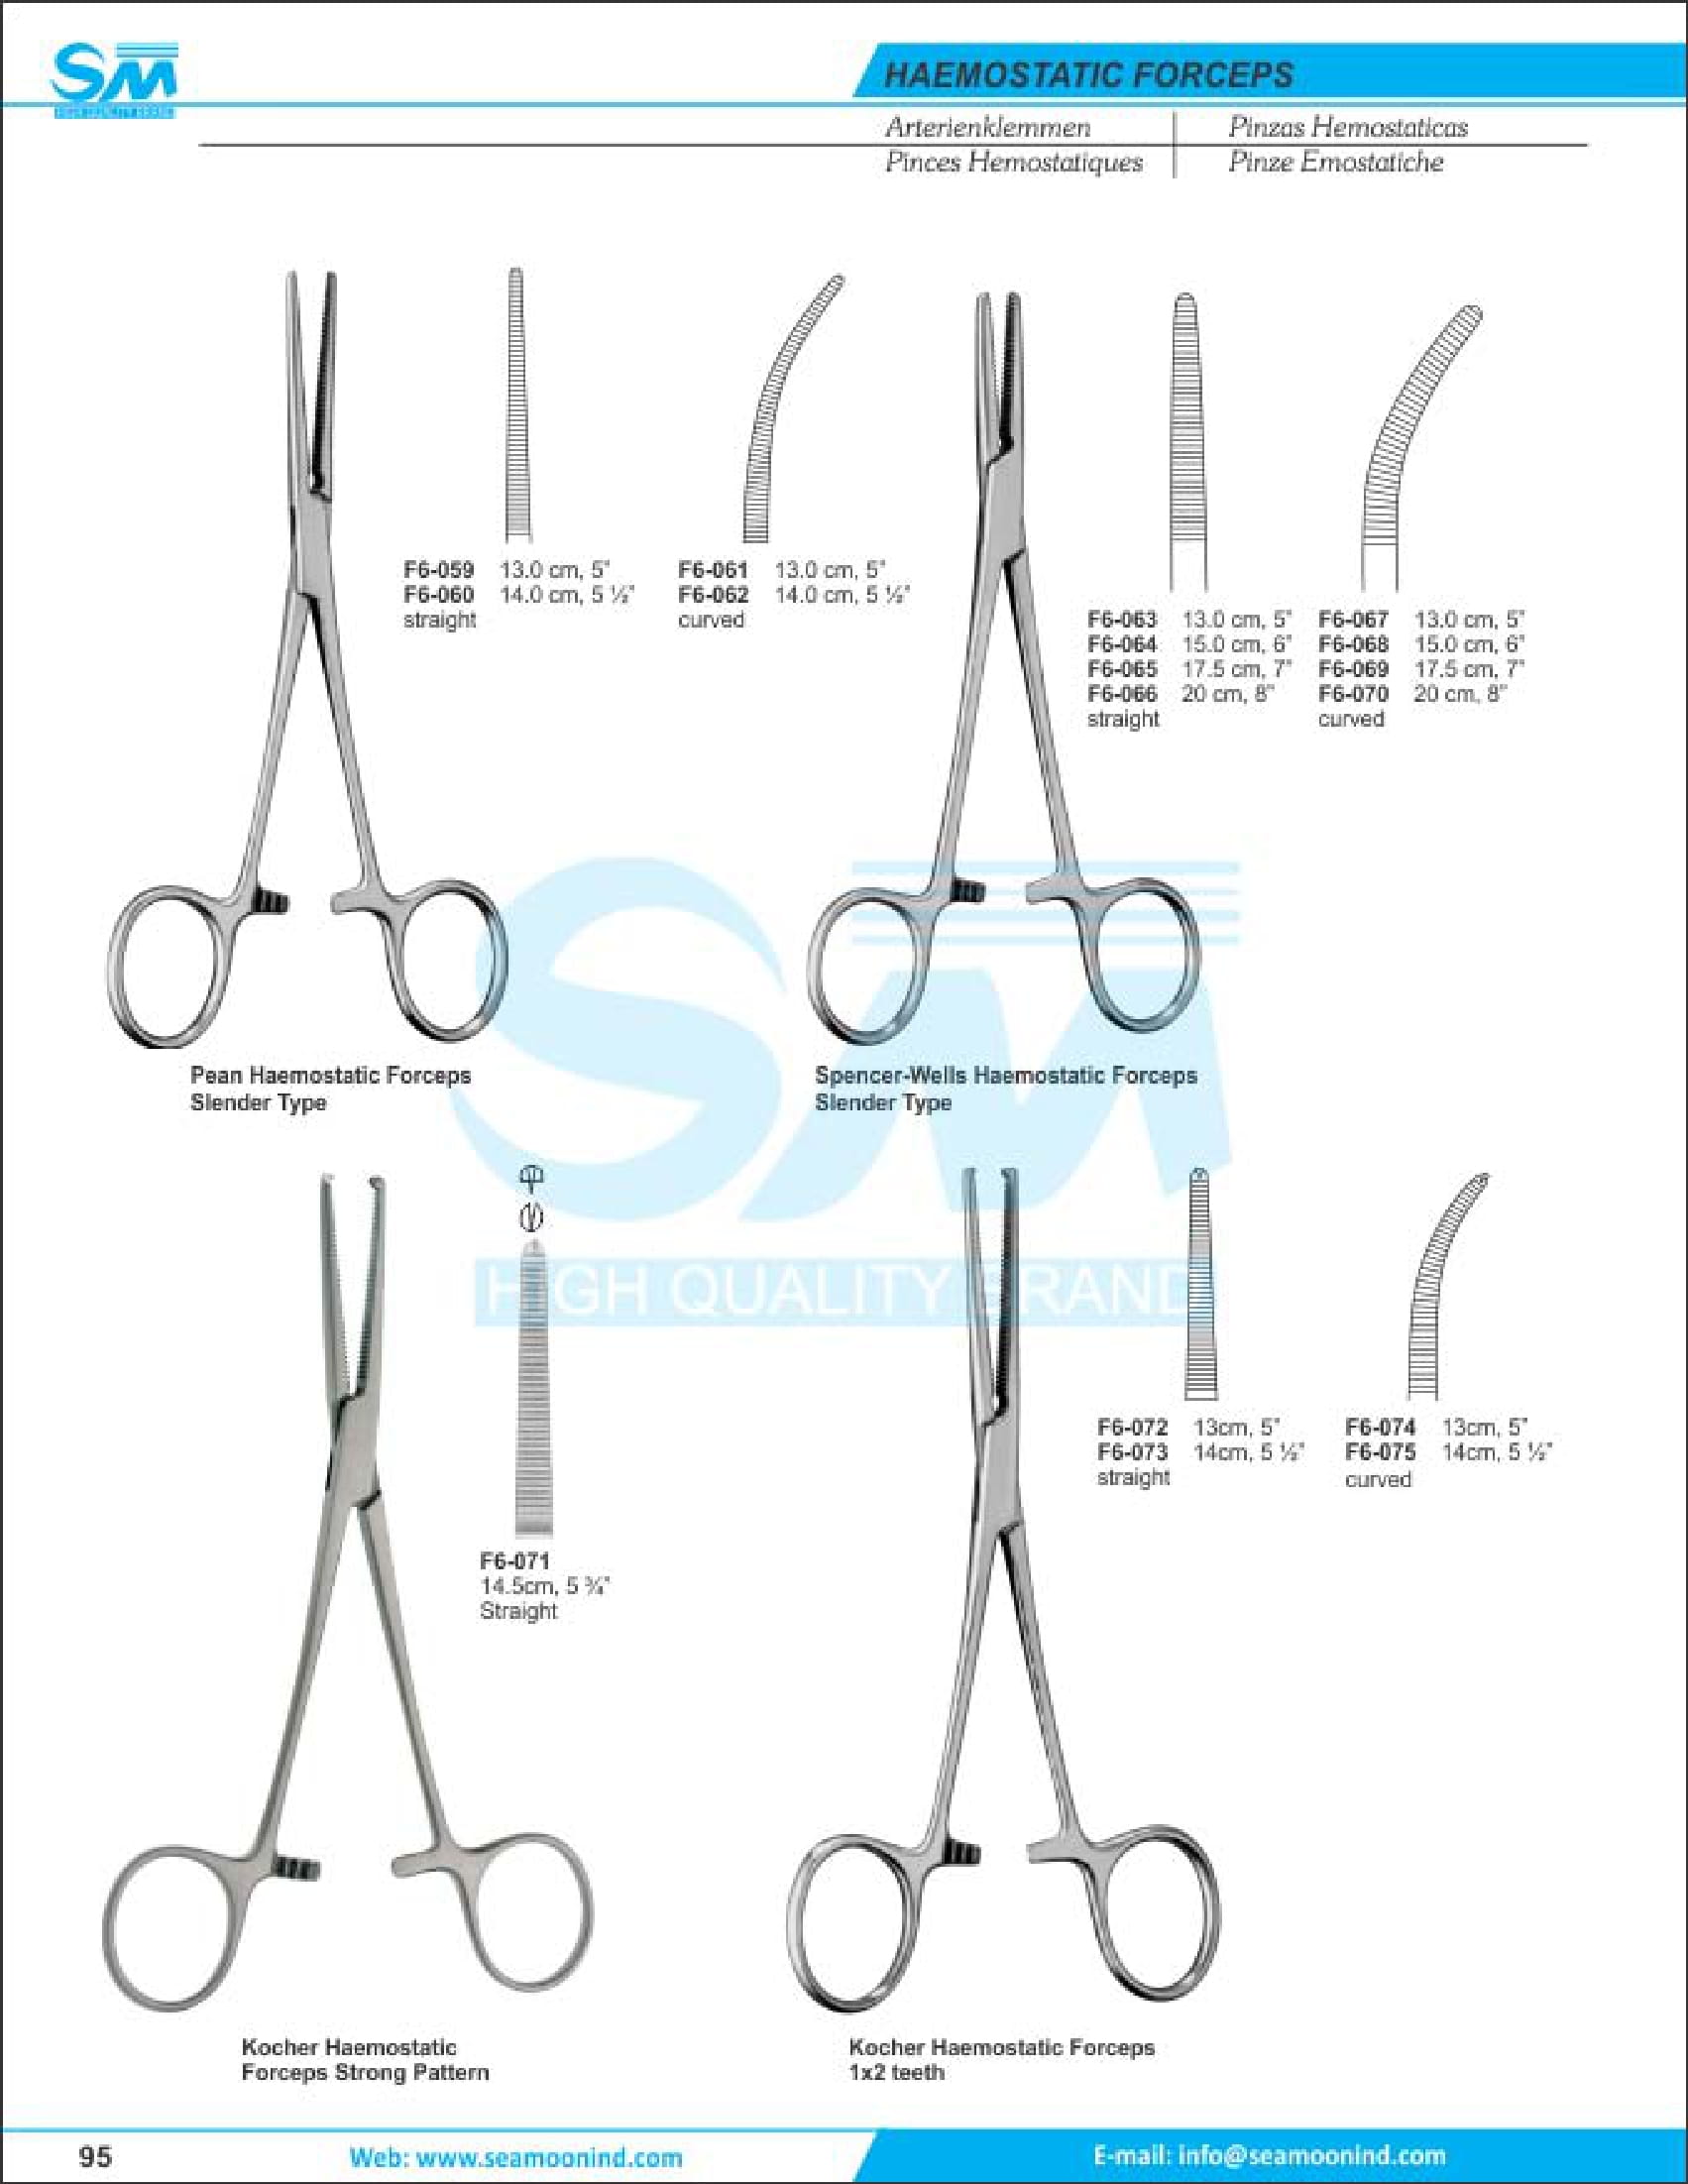 SM
HAEMOSTATIC FORCEPS
Arterienklemmen
Pinzas Hemostaticas
Pinces Hemostatiques
Pinze Emostatiche
F6-059 13.0 cm, 5"
F6-060 14.0 cm, 5 ½"
straight
F6-061 13.0 cm, 5"
F6-062 14.0 cm, 5 ½"
curved
F6-063 13.0 cm, 5"
F6-064 15.0 cm, 6"
F6-065 17.5 cm, 7"
F6-066 20 cm, 8"
straight
F6-067 13.0 cm, 5"
F6-068 15.0 cm, 6"
F6-069 17.5 cm, 7"
F6-070 20 cm, 8"
curved
Pean Haemostatic Forceps
Slender Type
Spencer-Wells Haemostatic Forceps
Slender Type
SM
HIGH QUALITY BRAND
F6-071
14.5cm, 5 ¾"
Straight
F6-072 13cm, 5"
F6-073 14cm, 5 ½"
straight
F6-074 13cm, 5"
F6-075 14cm, 5 ½"
curved
Kocher Haemostatic
Forceps Strong Pattern
Kocher Haemostatic Forceps
1x2 teeth
95
Web: www.seamoonind.com
E-mail: info@seamoonind.com